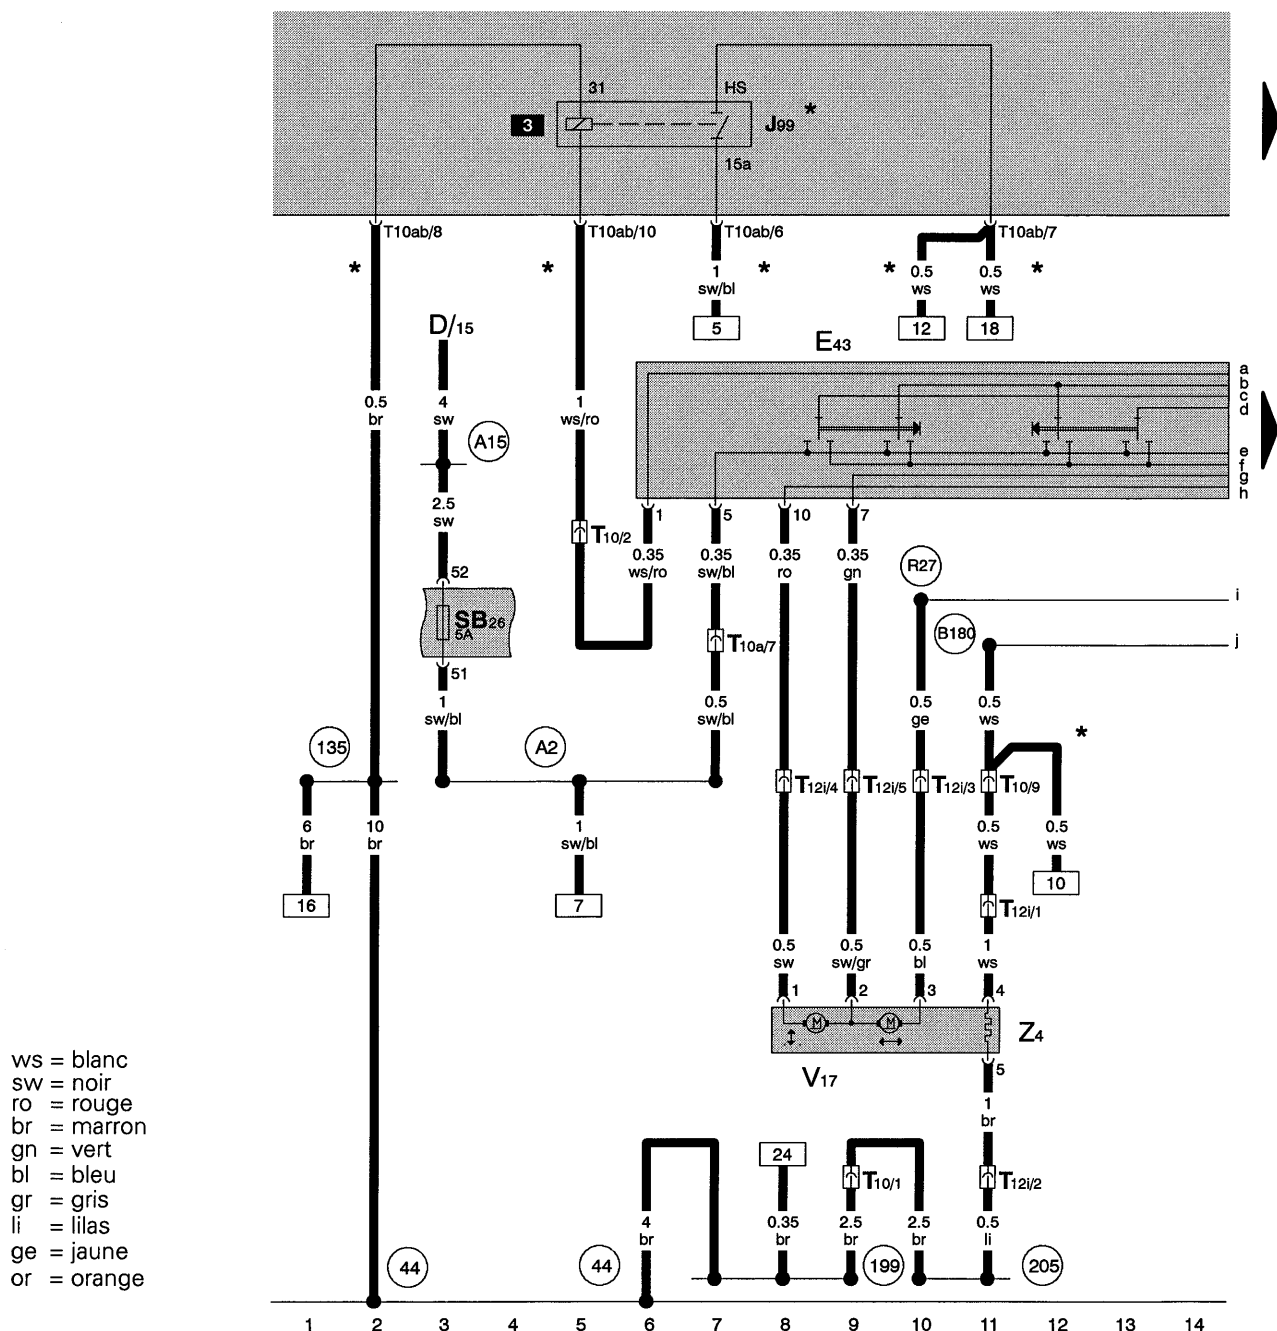 31 HS
3 J99 *
15a
T10ab/8 T10ab/10 T10ab/6 T10ab/7
* * 1 * * 0.5 0.5 *
sw/bl ws ws
5 12 18
D/15 E43
a
b
c
d
0.5 4 1
br sw ws/ro
A15
e
f
g
h
2.5
sw
1 5 10 7
T10/2
0.35 0.35 0.35 0.35
ws/ro sw/bl ro gn
R27
52
i
SB26
5A
B180
T10a/7 j
51
1 0.5 0.5 0.5
sw/bl sw/bl ge ws
135 A2 *
T12i/4 T12i/5 T12i/3 T10/9
6 10 1 0.5 0.5
br br sw/bl ws ws
10
16 7 T12i/1
0.5 0.5 0.5 1
sw sw/gr bl ws
1 2 3 4
M M Z4
V17 5
ws = blanc
sw = noir
ro = rouge
br = marron
gn = vert
bl = bleu
gr = gris
li = lilas
ge = jaune
or = orange
1
br
24
T10/1 T12i/2
4 0.35 2.5 2.5 0.5
br br br br li
44 44 199 205
1 2 3 4 5 6 7 8 9 10 11 12 13 14